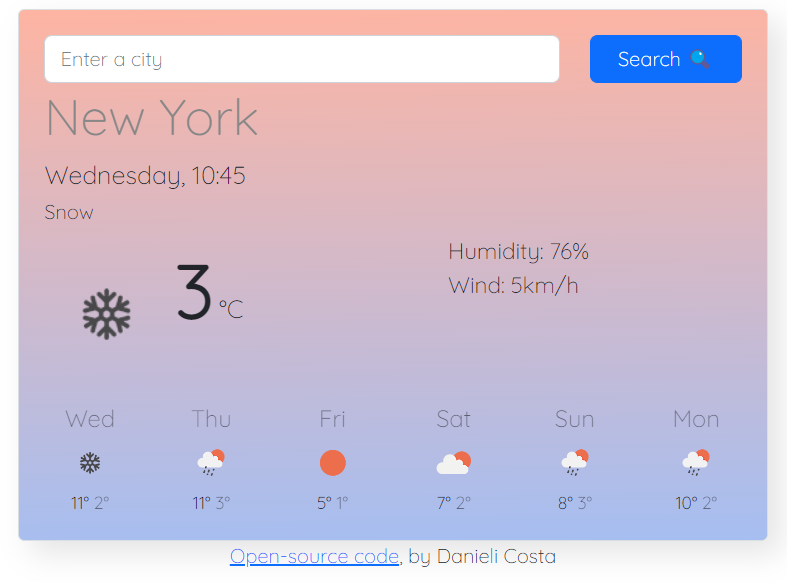 Enter a city
Search
New York
Wednesday, 10:45
Snow
Humidity: 76%
Wind: 5km/h
3 °C
Wed Thu Fri Sat Sun Mon
11° 2° 11° 3° 5° 1° 7° 2° 8° 3° 10° 2°
Open-source code, by Danieli Costa